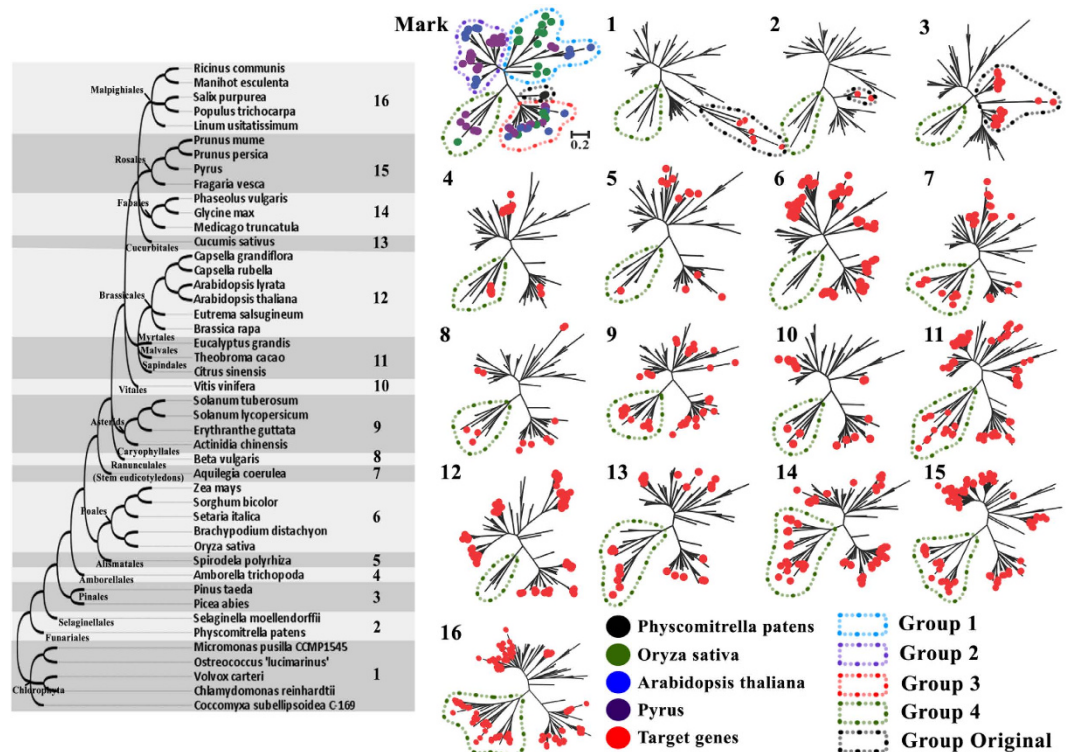 Malpighiales
Ricinus communis
Manihot esculenta
Salix purpurea
Populus trichocarpa
Linum usitatissimum
16
Rosales
Prunus mume
Prunus persica
Pyrus
Fragaria vesca
15
Fabales
Phaseolus vulgaris
Glycine max
Medicago truncatula
14
Cucurbitales
Cucumis sativus
13
Brassicales
Capsella grandiflora
Capsella rubella
Arabidopsis lyrata
Arabidopsis thaliana
Eutrema salsugineum
Brassica rapa
12
Myrtales
Malvales
Sapindales
Eucalyptus grandis
Theobroma cacao
Citrus sinensis
11
Vitales
Vitis vinifera
10
Asterids
Solanum tuberosum
Solanum lycopersicum
Erythranthe guttata
Actinidia chinensis
9
Caryophyllales
Beta vulgaris
8
Ranunculales
(Stem eudicotyledons)
Aquilegia coerulea
7
Poales
Zea mays
Sorghum bicolor
Setaria italica
Brachypodium distachyon
Oryza sativa
6
Alismatales
Spirodela polyrhiza
5
Amborellales
Amborella trichopoda
4
Pinales
Pinus taeda
Picea abies
3
Selaginellales
Funariales
Selaginella moellendorffii
Physcomitrella patens
2
Chlorophyta
Micromonas pusilla CCMP1545
Ostreococcus 'lucimarinus'
Volvox carteri
Chlamydomonas reinhardtii
Coccomyxa subellipsoidea C-169
1
Mark
0.2
1
2
3
4
5
6
7
8
9
10
11
12
13
14
15
16
Physcomitrella patens
Oryza sativa
Arabidopsis thaliana
Pyrus
Target genes
Group 1
Group 2
Group 3
Group 4
Group Original